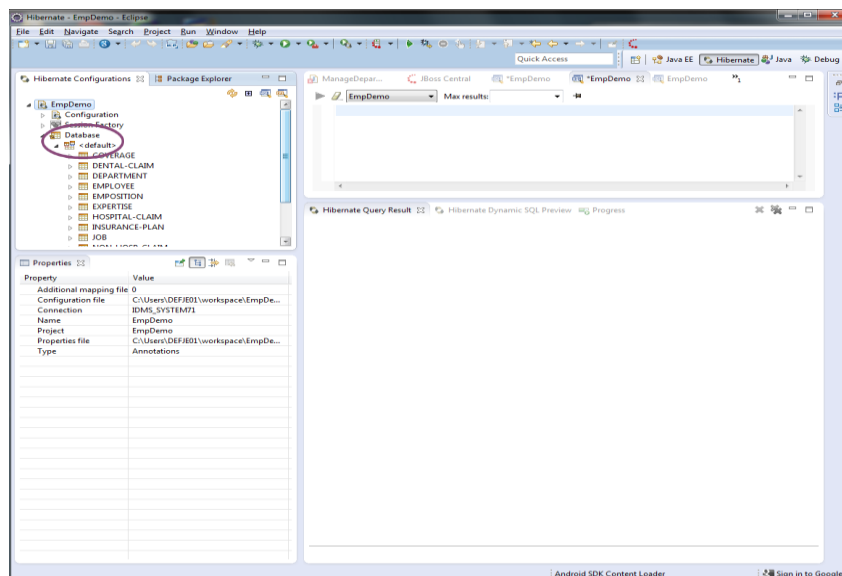 Hibernate - EmpDemo - Eclipse
File Edit Navigate Search Project Run Window Help
Quick Access
Java EE Hibernate Java Debug
Hibernate Configurations Package Explorer
ManageDepar... JBoss Central *EmpDemo *EmpDemo EmpDemo "1
EmpDemo Max results:
EmpDemo
Configuration
Session Factory
Database
<default>
COVERAGE
DENTAL-CLAIM
DEPARTMENT
EMPLOYEE
EMPOSITION
EXPERTISE
HOSPITAL-CLAIM
INSURANCE-PLAN
JOB
Hibernate Query Result Hibernate Dynamic SQL Preview Progress
Properties
Property Value
Additional mapping file 0
Configuration file C:\Users\DEFJE01\workspace\EmpDe...
Connection IDMS_SYSTEM71
Name EmpDemo
Project EmpDemo
Properties file C:\Users\DEFJE01\workspace\EmpDe...
Type Annotations
Android SDK Content Loader Sign in to Google